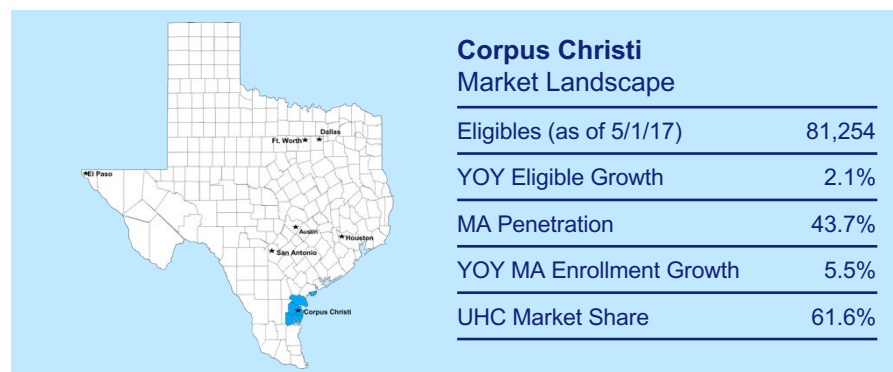 Corpus Christi
Market Landscape
Eligibles (as of 5/1/17) 81,254
YOY Eligible Growth 2.1%
MA Penetration 43.7%
YOY MA Enrollment Growth 5.5%
UHC Market Share 61.6%
Dallas
Ft. Worth
El Paso
Austin
Houston
San Antonio
Corpus Christi